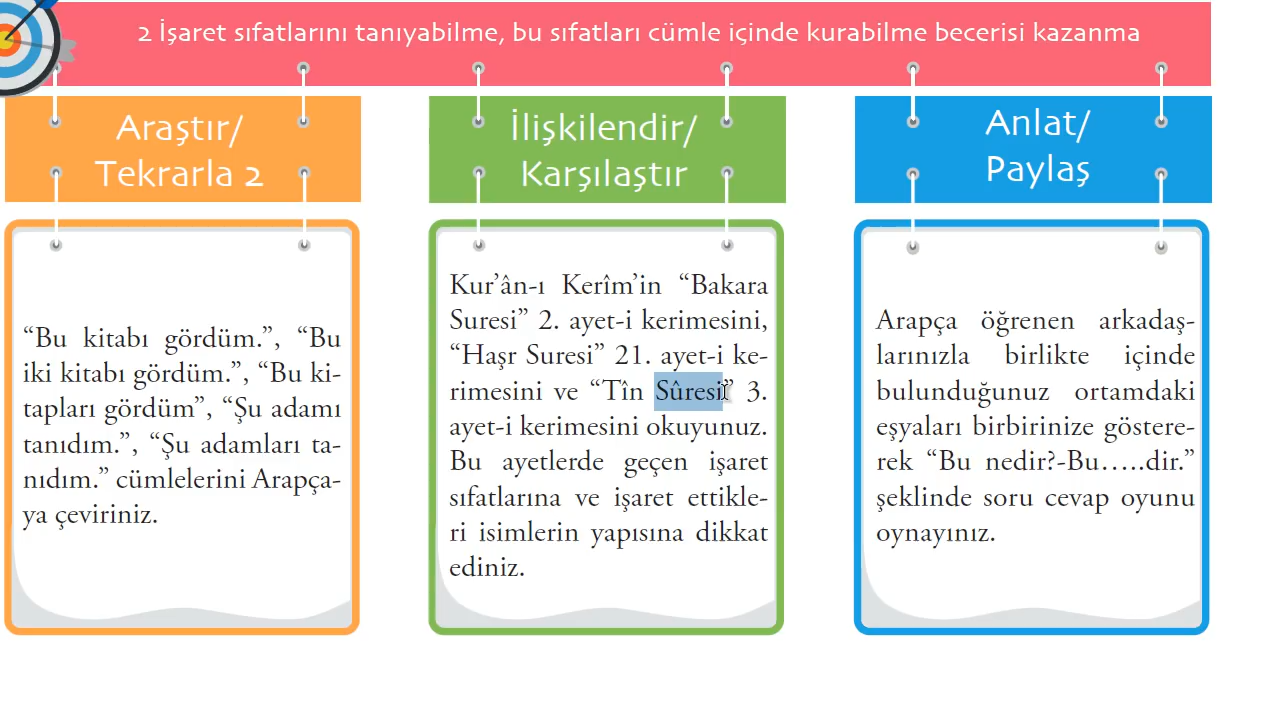 2 İşaret sıfatlarını tanıyabilme, bu sıfatları cümle içinde kurabilme becerisi kazanma
Araştır/
Tekrarla 2
“Bu kitabı gördüm.”, “Bu
iki kitabı gördüm.”, “Bu ki-
tapları gördüm”, “Şu adamı
tanıdım.”, “Şu adamları ta-
nıdım.” cümlelerini Arapça-
ya çeviriniz.
İlişkilendir/
Karşılaştır
Kur’ân-ı Kerîm’in “Bakara
Suresi” 2. ayet-i kerimesini,
“Haşr Suresi” 21. ayet-i ke-
rimesini ve “Tîn Sûresi” 3.
ayet-i kerimesini okuyunuz.
Bu ayetlerde geçen işaret
sıfatlarına ve işaret ettikle-
ri isimlerin yapısına dikkat
ediniz.
Anlat/
Paylaş
Arapça öğrenen arkadaş-
larınızla birlikte içinde
bulunduğunuz ortamdaki
eşyaları birbirinize göstere-
rek “Bu nedir?-Bu…..dir.”
şeklinde soru cevap oyunu
oynayınız.